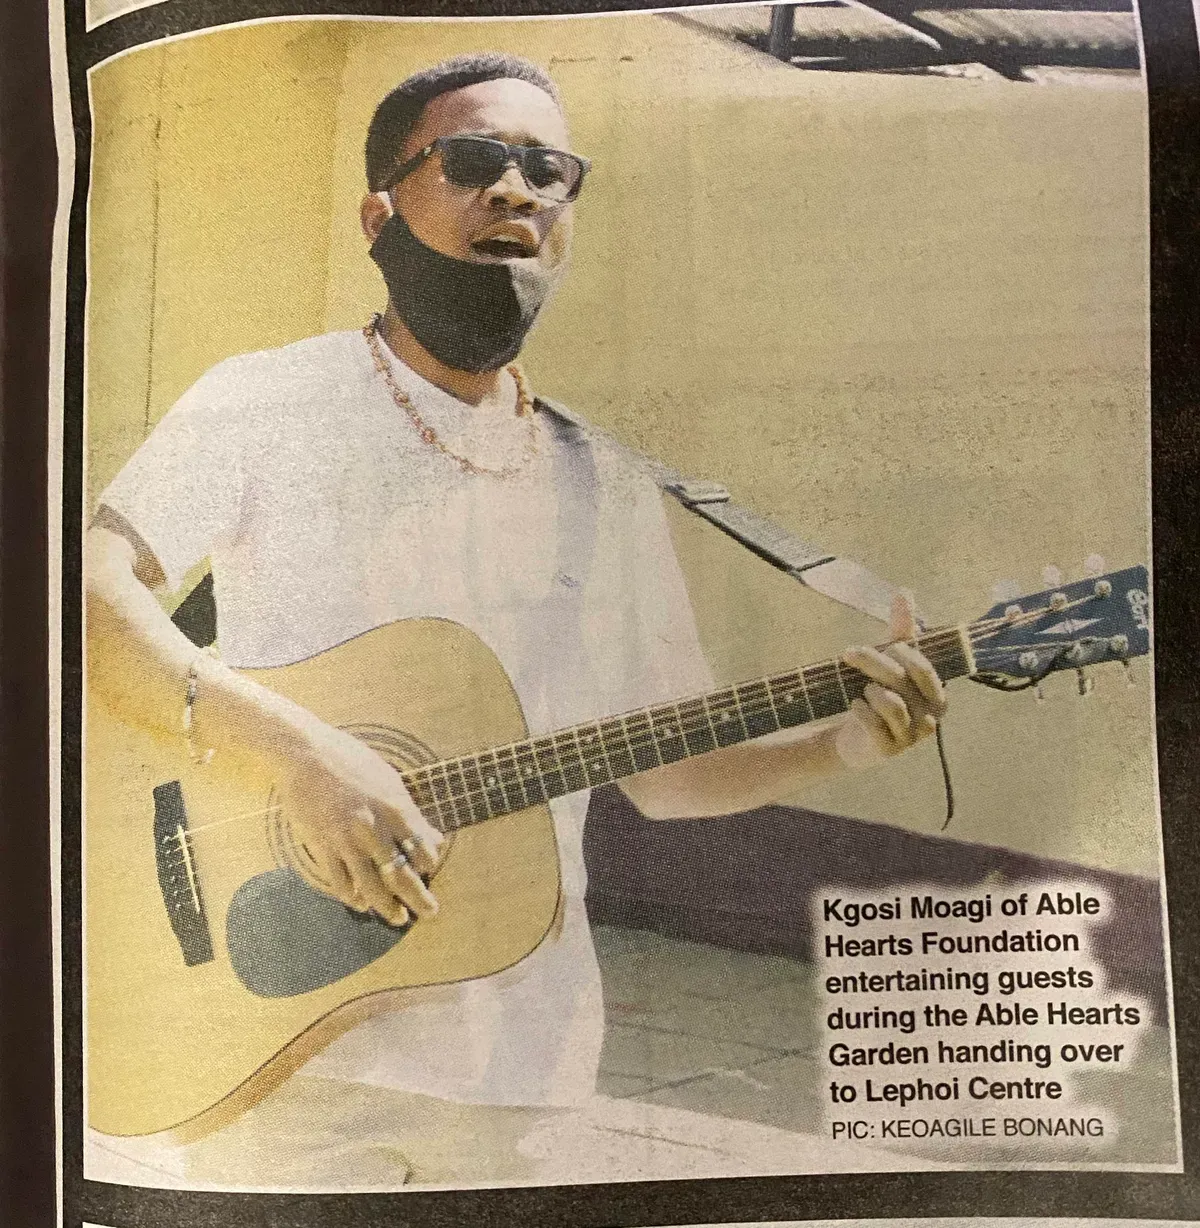 Cort
Kgosi Moagi of Able
Hearts Foundation
entertaining guests
during the Able Hearts
Garden handing over
to Lephoi Centre
PIC: KEOAGILE BONANG